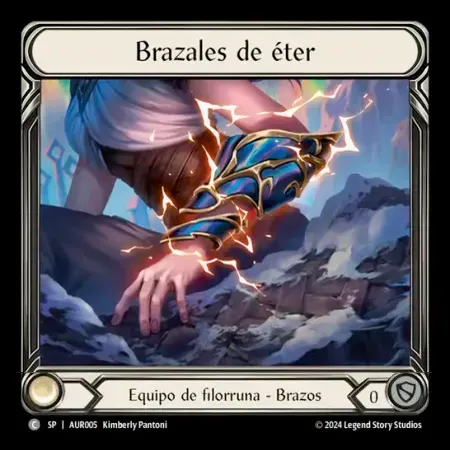 Brazales de éter
Equipo de filorruna - Brazos
0
C SP | AUR005 Kimberly Pantoni
© 2024 Legend Story Studios